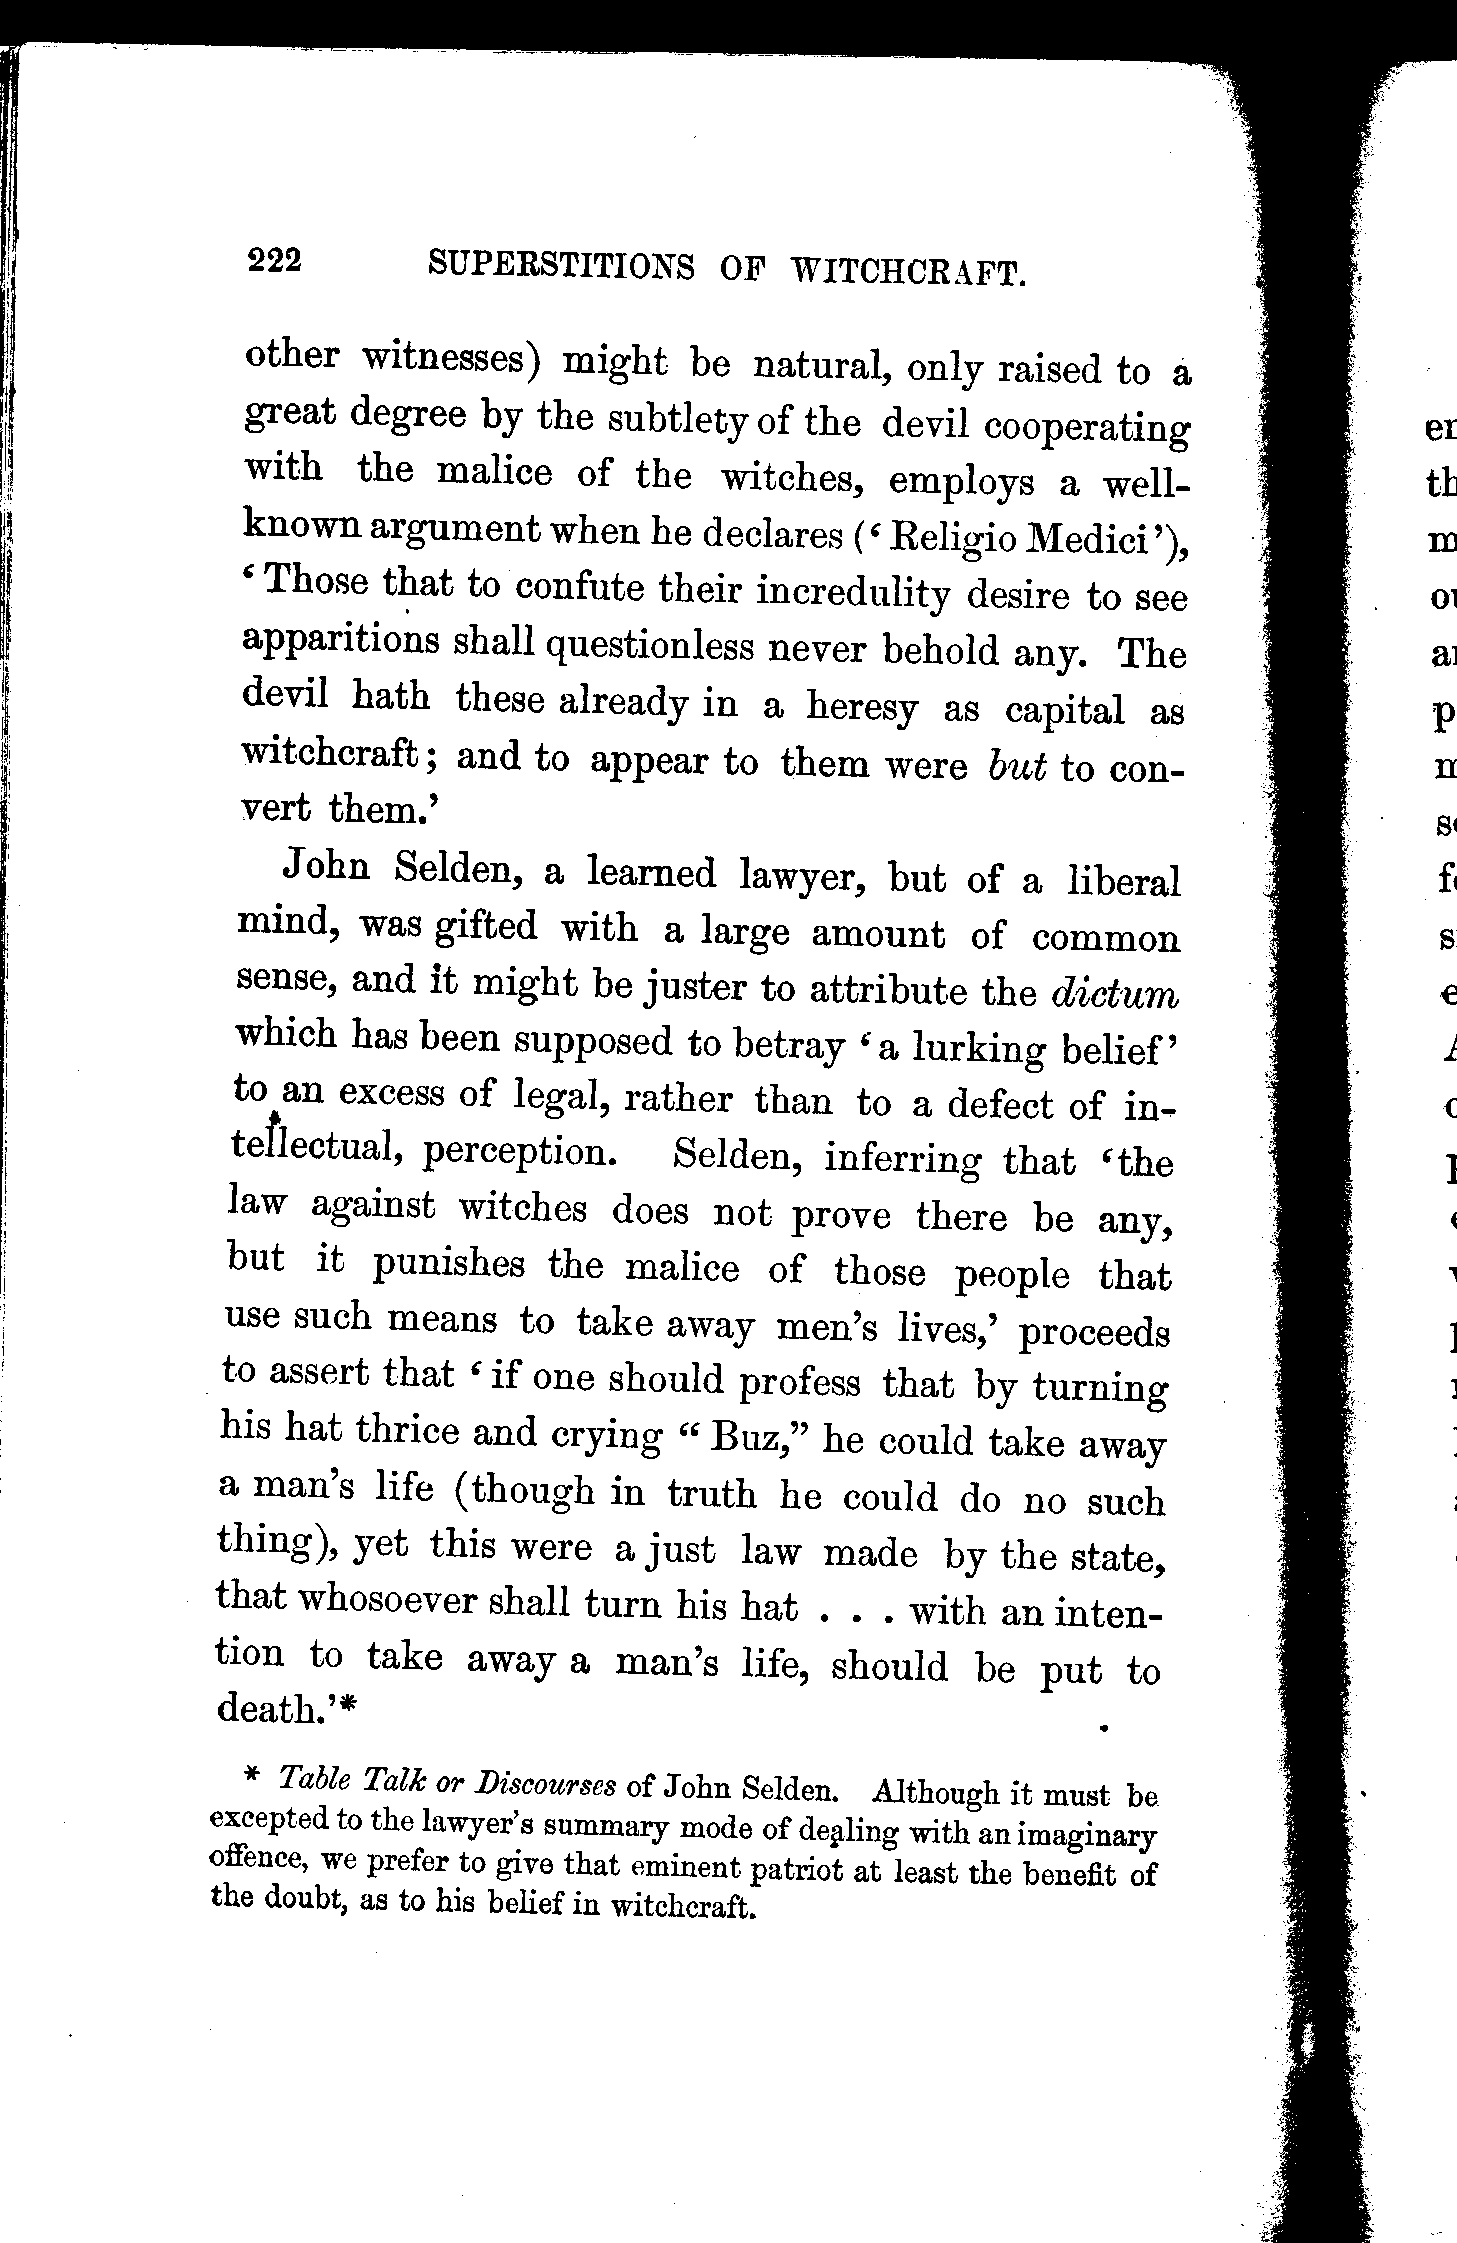 222 SUPERSTITIONS OF WITCHCRAFT.
other witnesses) might be natural, only raised to a
great degree by the subtlety of the devil cooperating
with the malice of the witches, employs a well-
known argument when he declares (‘Religio Medici’),
‘Those that to confute their incredulity desire to see
apparitions shall questionless never behold any. The
devil hath these already in a heresy as capital as
witchcraft; and to appear to them were but to con-
vert them.’
John Selden, a learned lawyer, but of a liberal
mind, was gifted with a large amount of common
sense, and it might be juster to attribute the dictum
which has been supposed to betray ‘a lurking belief’
to an excess of legal, rather than to a defect of in-
tellectual, perception. Selden, inferring that ‘the
law against witches does not prove there be any,
but it punishes the malice of those people that
use such means to take away men’s lives,’ proceeds
to assert that ‘if one should profess that by turning
his hat thrice and crying “Buz,” he could take away
a man’s life (though in truth he could do no such
thing), yet this were a just law made by the state,
that whosoever shall turn his hat . . . with an inten-
tion to take away a man’s life, should be put to
death.’*
* Table Talk or Discourses of John Selden. Although it must be
excepted to the lawyer’s summary mode of dealing with an imaginary
offence, we prefer to give that eminent patriot at least the benefit of
the doubt, as to his belief in witchcraft.